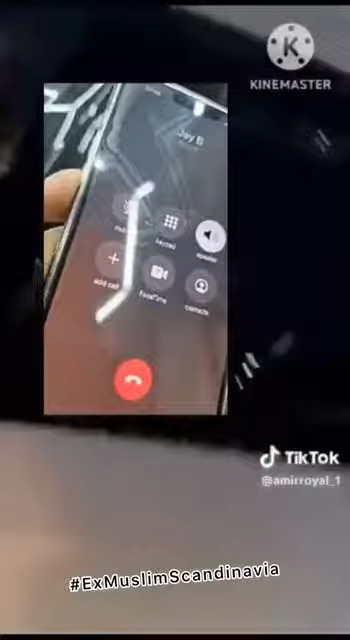 KINEMASTER
Jay B
keypad
speaker
add call
FaceTime
contacts
TikTok
@amirroyal_1
#ExMuslimScandinavia